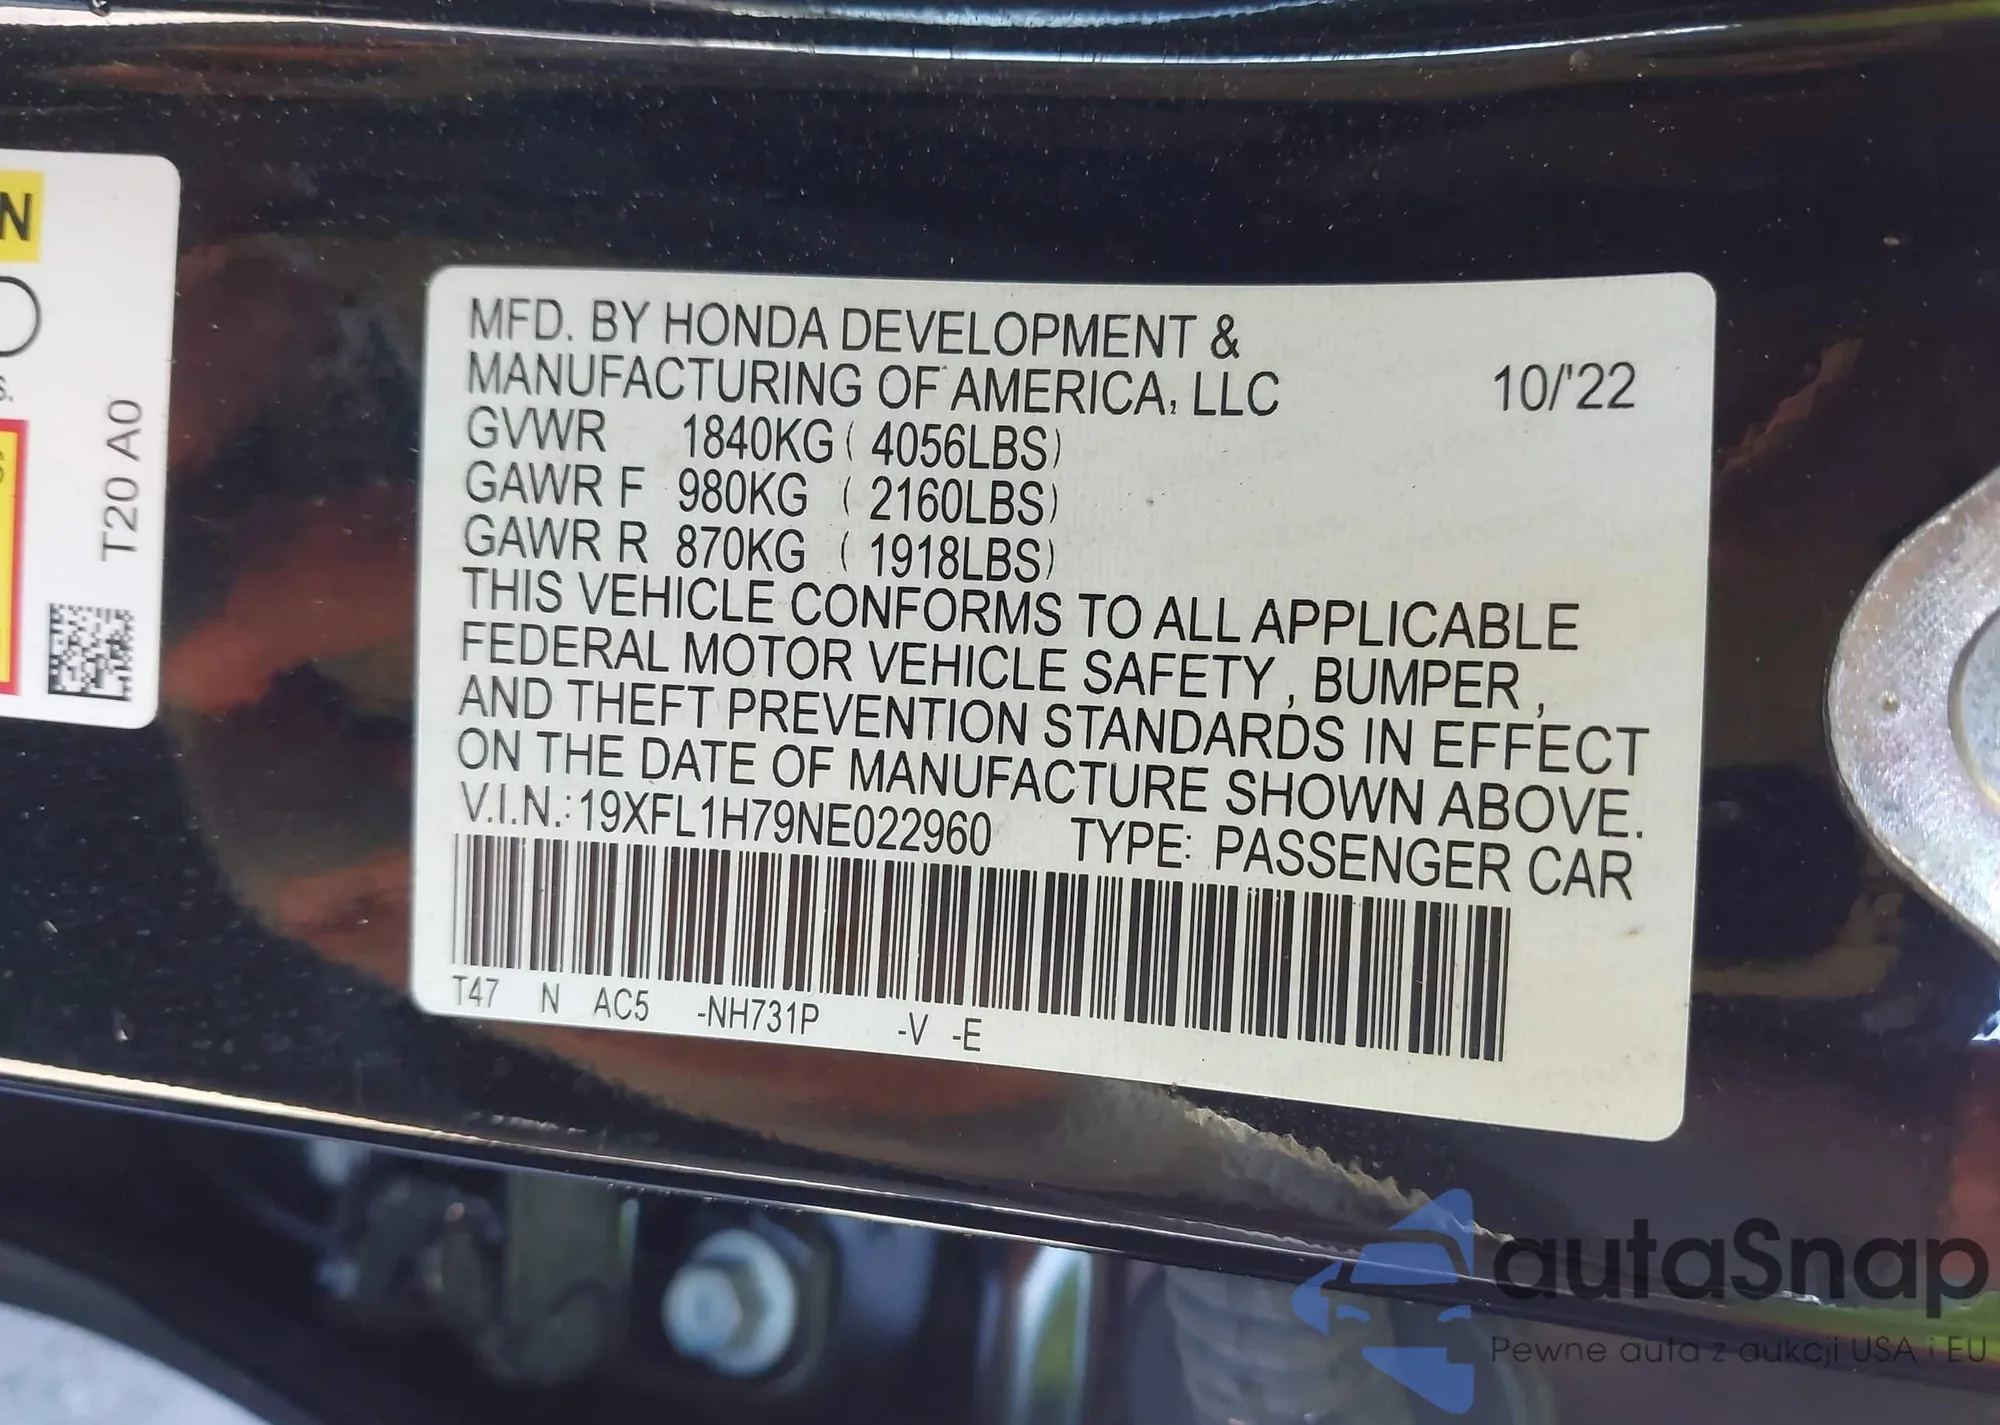 N
S.
T20 A0
MFD. BY HONDA DEVELOPMENT &
MANUFACTURING OF AMERICA, LLC 10/'22
GVWR 1840KG ( 4056LBS)
GAWR F 980KG ( 2160LBS)
GAWR R 870KG ( 1918LBS)
THIS VEHICLE CONFORMS TO ALL APPLICABLE
FEDERAL MOTOR VEHICLE SAFETY , BUMPER ,
AND THEFT PREVENTION STANDARDS IN EFFECT
ON THE DATE OF MANUFACTURE SHOWN ABOVE.
V.I.N.: 19XFL1H79NE022960 TYPE: PASSENGER CAR
T47 N AC5 -NH731P -V -E
autaSnap
Pewne auta z aukcji USA i EU